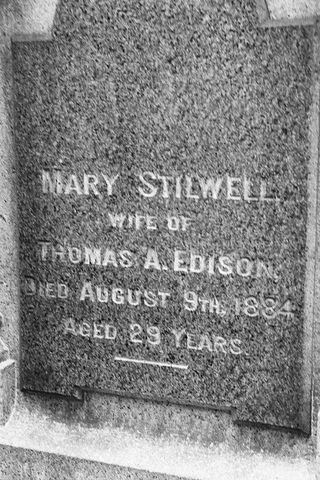 MARY STILWELL,
WIFE OF
THOMAS A. EDISON,
DIED AUGUST 9TH, 1884
AGED 29 YEARS.